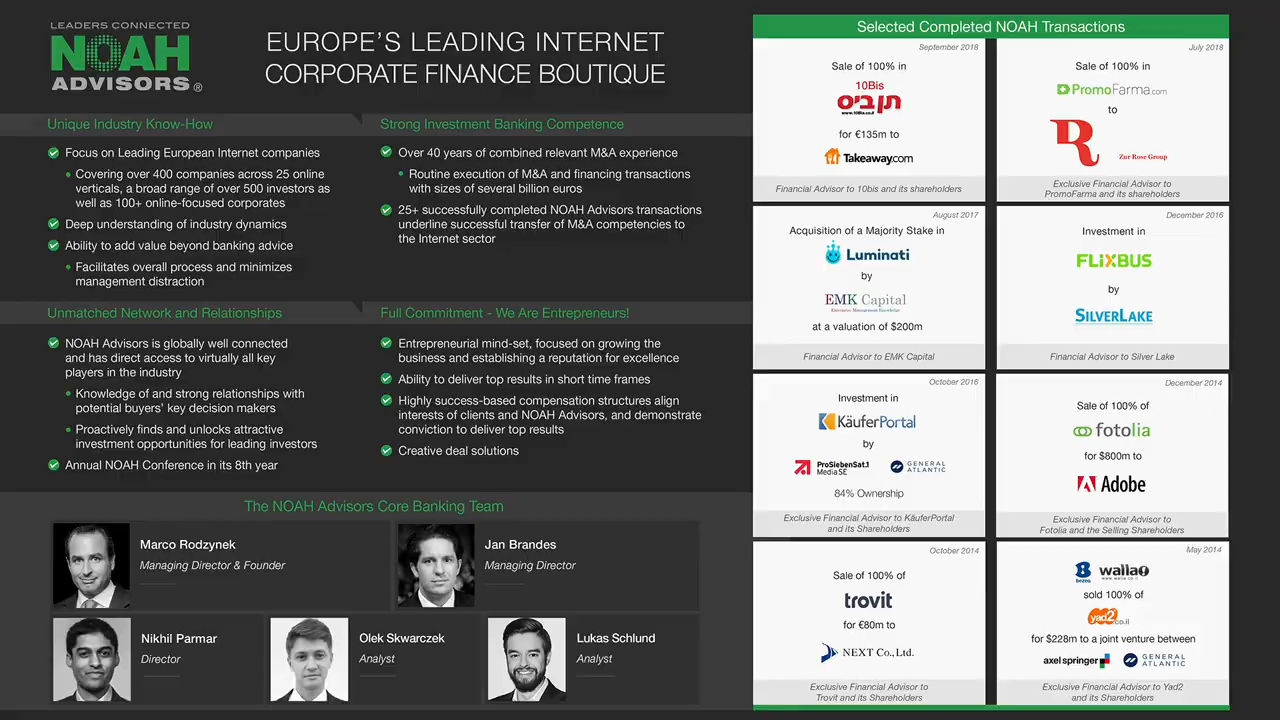 LEADERS CONNECTED
NOAH
ADVISORS®
EUROPE'S LEADING INTERNET
CORPORATE FINANCE BOUTIQUE
Unique Industry Know-How
Focus on Leading European Internet companies
• Covering over 400 companies across 25 online
verticals, a broad range of over 500 investors as
well as 100+ online-focused corporates
Deep understanding of industry dynamics
Ability to add value beyond banking advice
• Facilitates overall process and minimizes
management distraction
Strong Investment Banking Competence
Over 40 years of combined relevant M&A experience
• Routine execution of M&A and financing transactions
with sizes of several billion euros
25+ successfully completed NOAH Advisors transactions
underline succesful transfer of M&A competencies to
the Internet sector
Unmatched Network and Relationships
NOAH Advisors is globally well connected
and has direct access to virtually all key
players in the industry
• Knowledge of and strong relationships with
potential buyers' key decision makers
• Proactively finds and unlocks attractive
investment opportunities for leading investors
Annual NOAH Conference in its 8th year
Full Commitment - We Are Entrepreneurs!
Entrepreneurial mind-set, focused on growing the
business and establishing a reputation for excellence
Ability to deliver top results in short time frames
Highly success-based compensation structures align
interests of clients and NOAH Advisors, and demonstrate
conviction to deliver top results
Creative deal solutions
The NOAH Advisors Core Banking Team
Marco Rodzynek
Managing Director & Founder
Jan Brandes
Managing Director
Nikhil Parmar
Director
Olek Skwarczek
Analyst
Lukas Schlund
Analyst
Selected Completed NOAH Transactions
September 2018
Sale of 100% in
10Bis
תן ביס
www.10Bis.co.il
for €135m to
Takeaway.com
Financial Advisor to 10bis and its shareholders
July 2018
Sale of 100% in
PromoFarma.com
to
R
Zur Rose Group
Exclusive Financial Advisor to
PromoFarma and its shareholders
August 2017
Acquisition of a Majority Stake in
Luminati
by
EMK Capital
Executive Management Knowledge
at a valuation of $200m
Financial Advisor to EMK Capital
December 2016
Investment in
FLiXBUS
by
SILVERLAKE
Financial Advisor to Silver Lake
October 2016
Investment in
KäuferPortal
by
ProSiebenSat.1
Media SE
GENERAL
ATLANTIC
84% Ownership
Exclusive Financial Advisor to KäuferPortal
and its Shareholders
December 2014
Sale of 100% of
fotolia
for $800m to
Adobe
Exclusive Financial Advisor to
Fotolia and the Selling Shareholders
October 2014
Sale of 100% of
trovit
for €80m to
NEXT Co.,Ltd.
Exclusive Financial Advisor to
Trovit and its Shareholders
May 2014
bezeq
walla!
www.walla.co.il
sold 100% of
yad2.co.il
for $228m to a joint venture between
axel springer
GENERAL
ATLANTIC
Exclusive Financial Advisor to Yad2
and its Shareholders